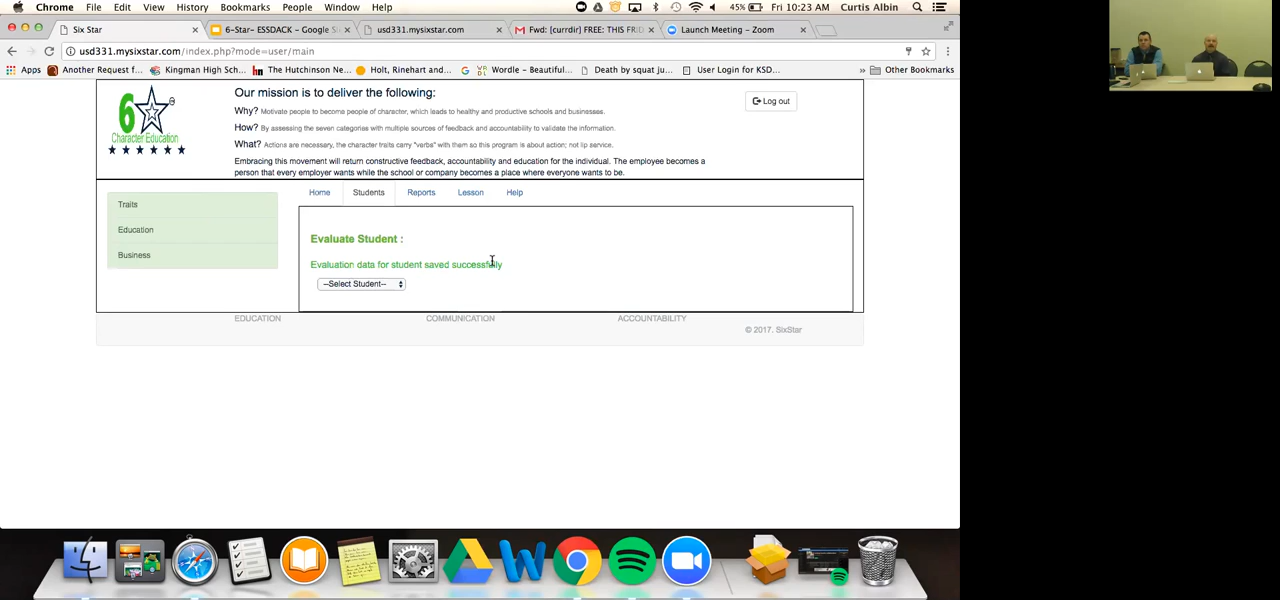 Chrome File Edit View History Bookmarks People Window Help 45% Fri 10:23 AM Curtis Albin
Six Star 6-Star- ESSDACK - Google Sl usd331.mysixstar.com Fwd: [currdir] FREE: THIS FRID Launch Meeting - Zoom
usd331.mysixstar.com/index.php?mode=user/main
Apps Another Request f... Kingman High Sch... The Hutchinson Ne... Holt, Rinehart and... Wordle - Beautiful... Death by squat ju... User Login for KSD... » Other Bookmarks
6
Character Education
Our mission is to deliver the following:
Why? Motivate people to become people of character, which leads to healthy and productive schools and businesses.
How? By assessing the seven categories with multiple sources of feedback and accountability to validate the information.
What? Actions are necessary, the character traits carry "verbs" with them so this program is about action; not lip service.
Embracing this movement will return constructive feedback, accountability and education for the individual. The employee becomes a
person that every employer wants while the school or company becomes a place where everyone wants to be.
Log out
Home Students Reports Lesson Help
Traits
Education
Business
Evaluate Student :
Evaluation data for student saved successfully
--Select Student--
EDUCATION COMMUNICATION ACCOUNTABILITY
© 2017. SixStar